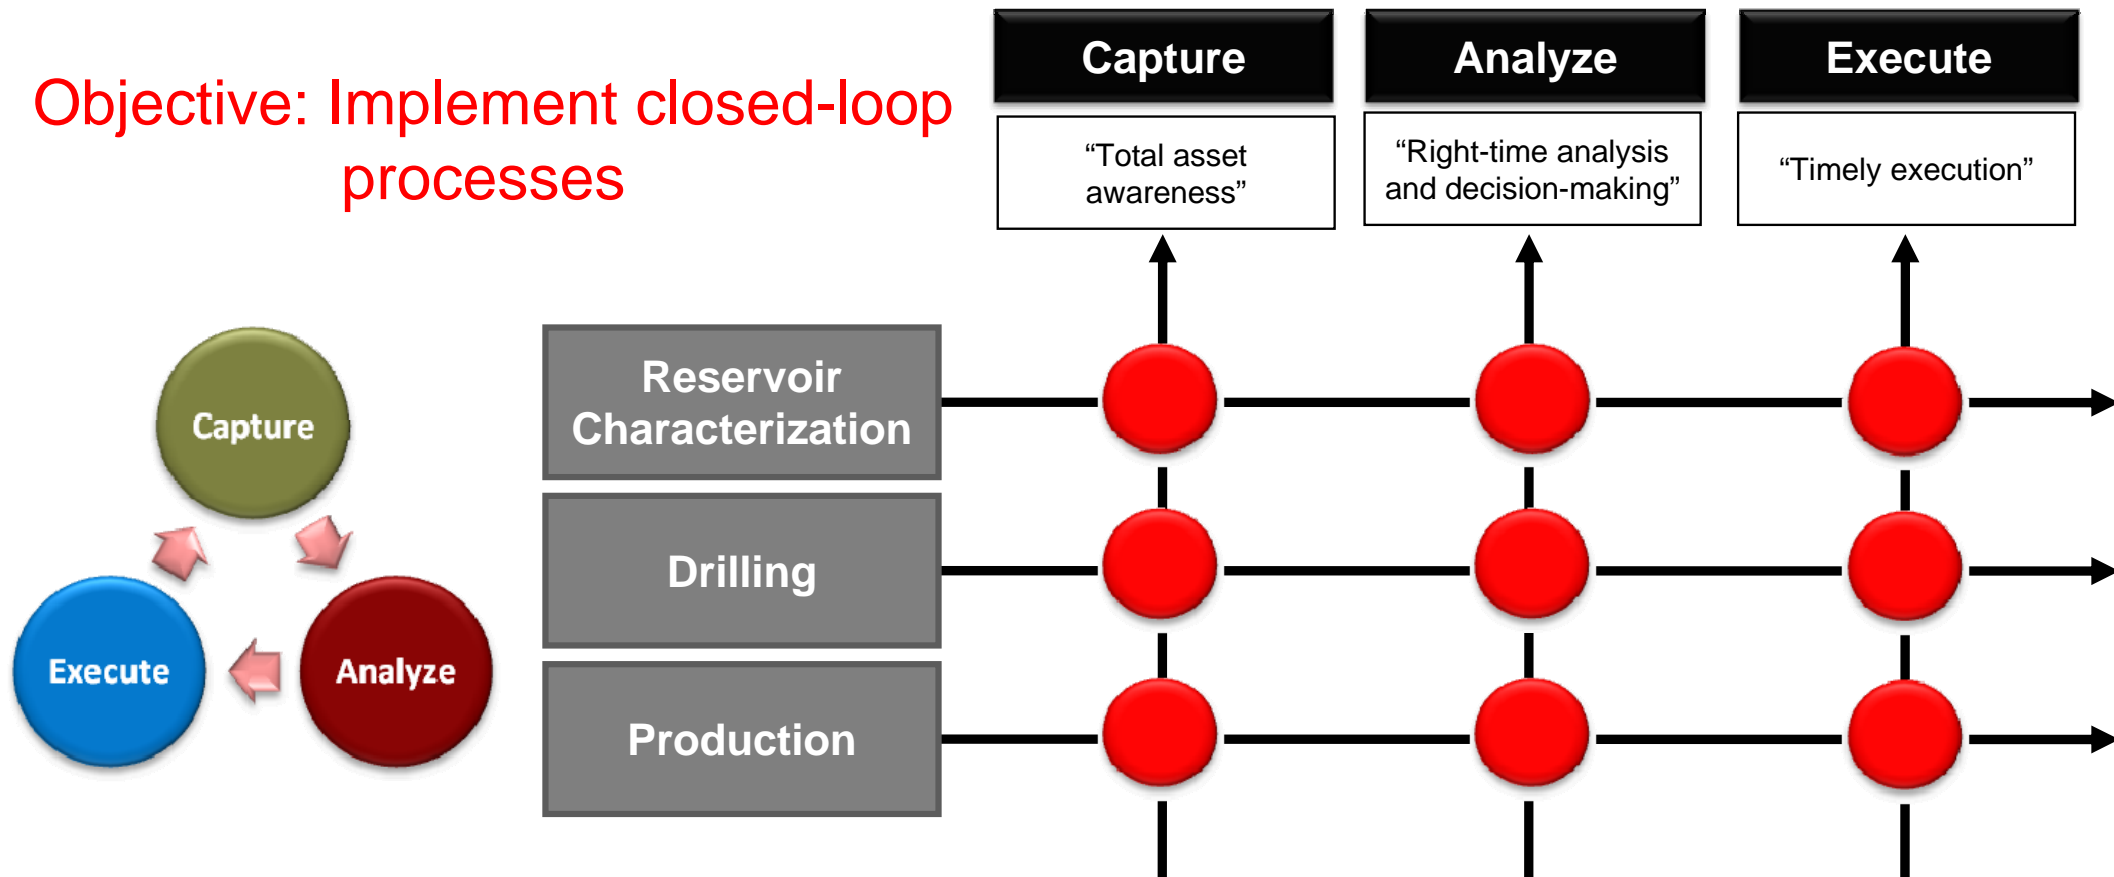 Objective: Implement closed-loop
processes
Capture
Analyze
Execute
“Total asset
awareness”
“Right-time analysis
and decision-making”
“Timely execution”
Capture
Execute
Analyze
Reservoir
Characterization
Drilling
Production